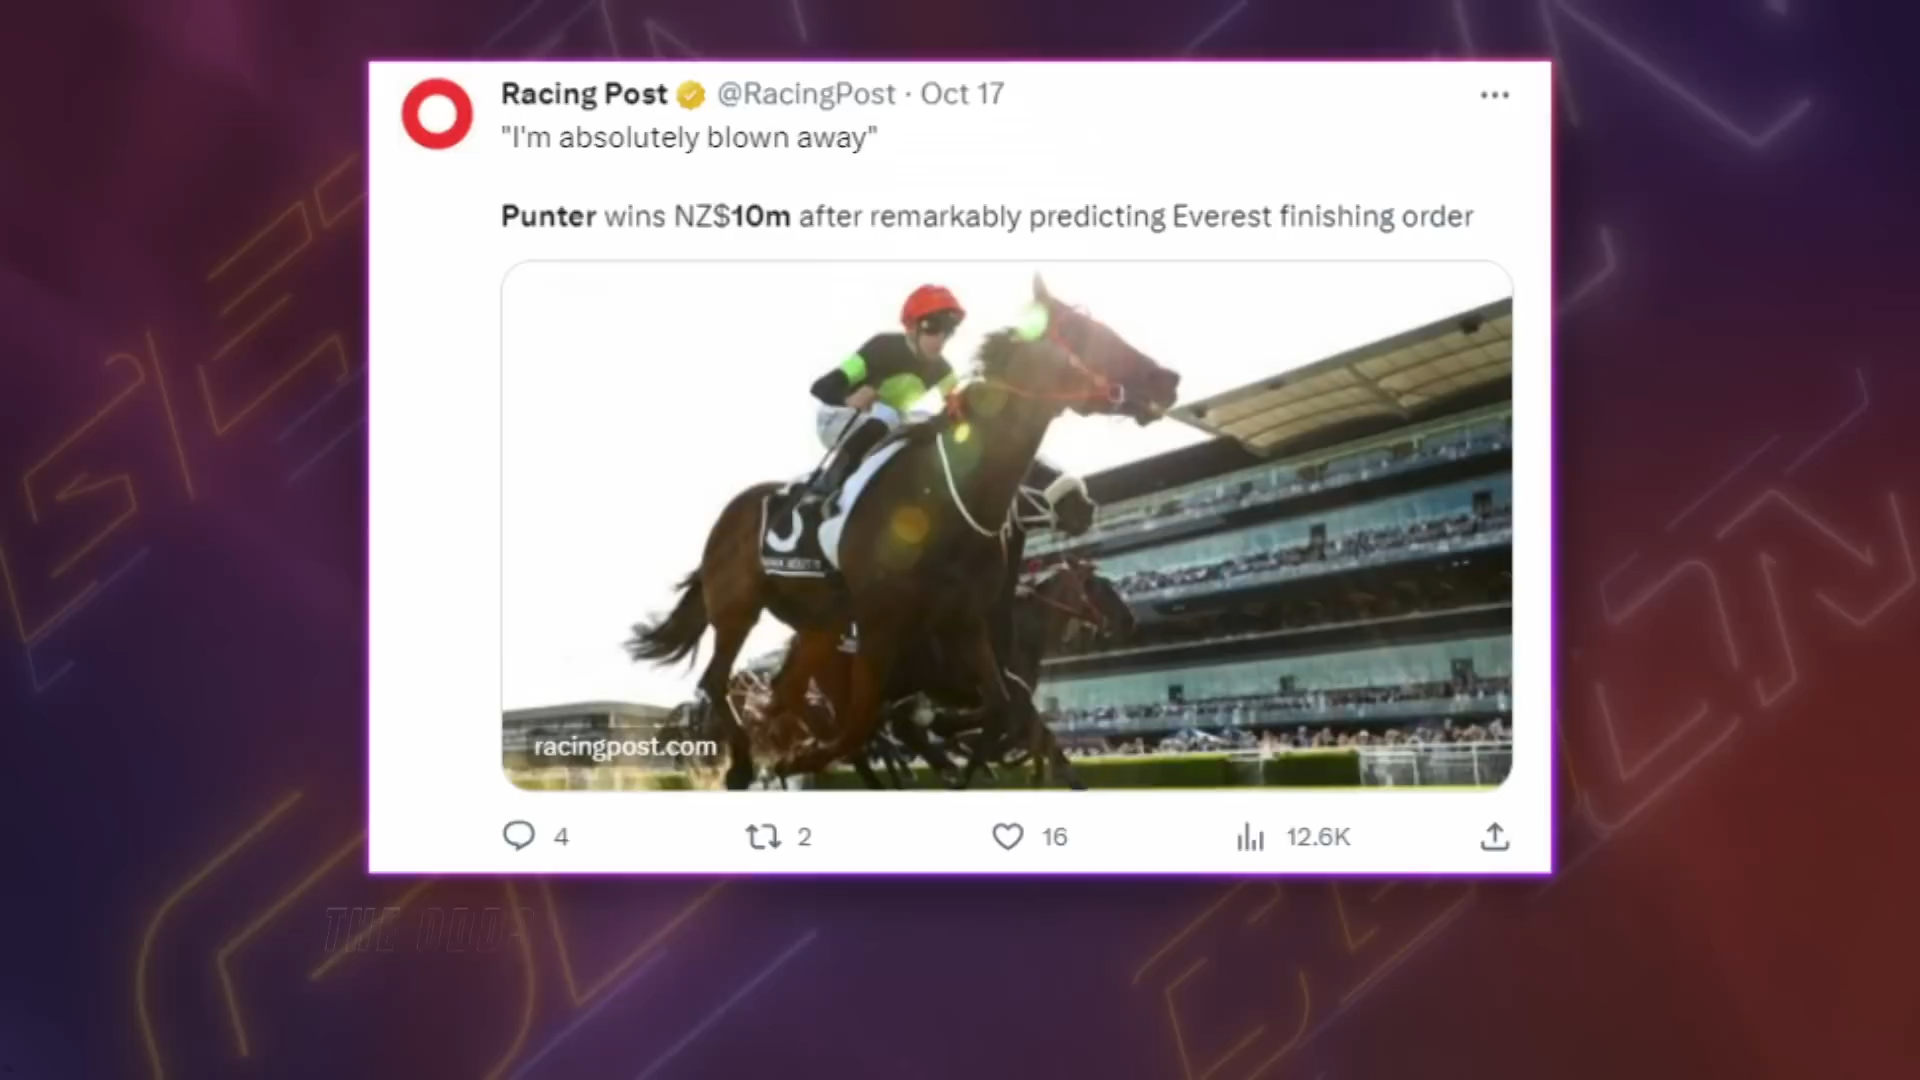 Racing Post @RacingPost · Oct 17
"I'm absolutely blown away"
Punter wins NZ$10m after remarkably predicting Everest finishing order
racingpost.com
4 2 16 12.6K